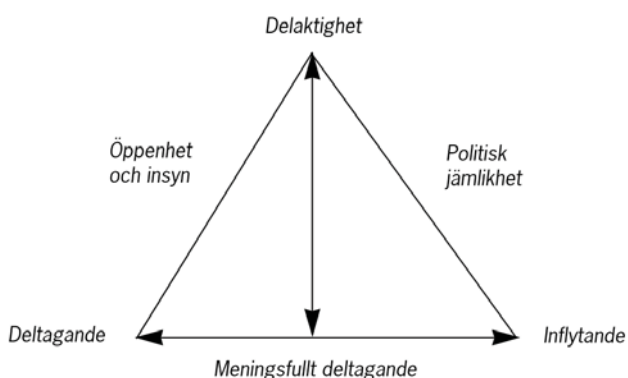 Delaktighet
Öppenhet
och insyn
Politisk
jämlikhet
Deltagande
Inflytande
Meningsfullt deltagande